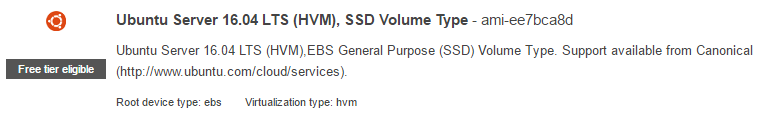 Ubuntu Server 16.04 LTS (HVM), SSD Volume Type - ami-ee7bca8d
Ubuntu Server 16.04 LTS (HVM),EBS General Purpose (SSD) Volume Type. Support available from Canonical
(http://www.ubuntu.com/cloud/services).
Free tier eligible
Root device type: ebs Virtualization type: hvm